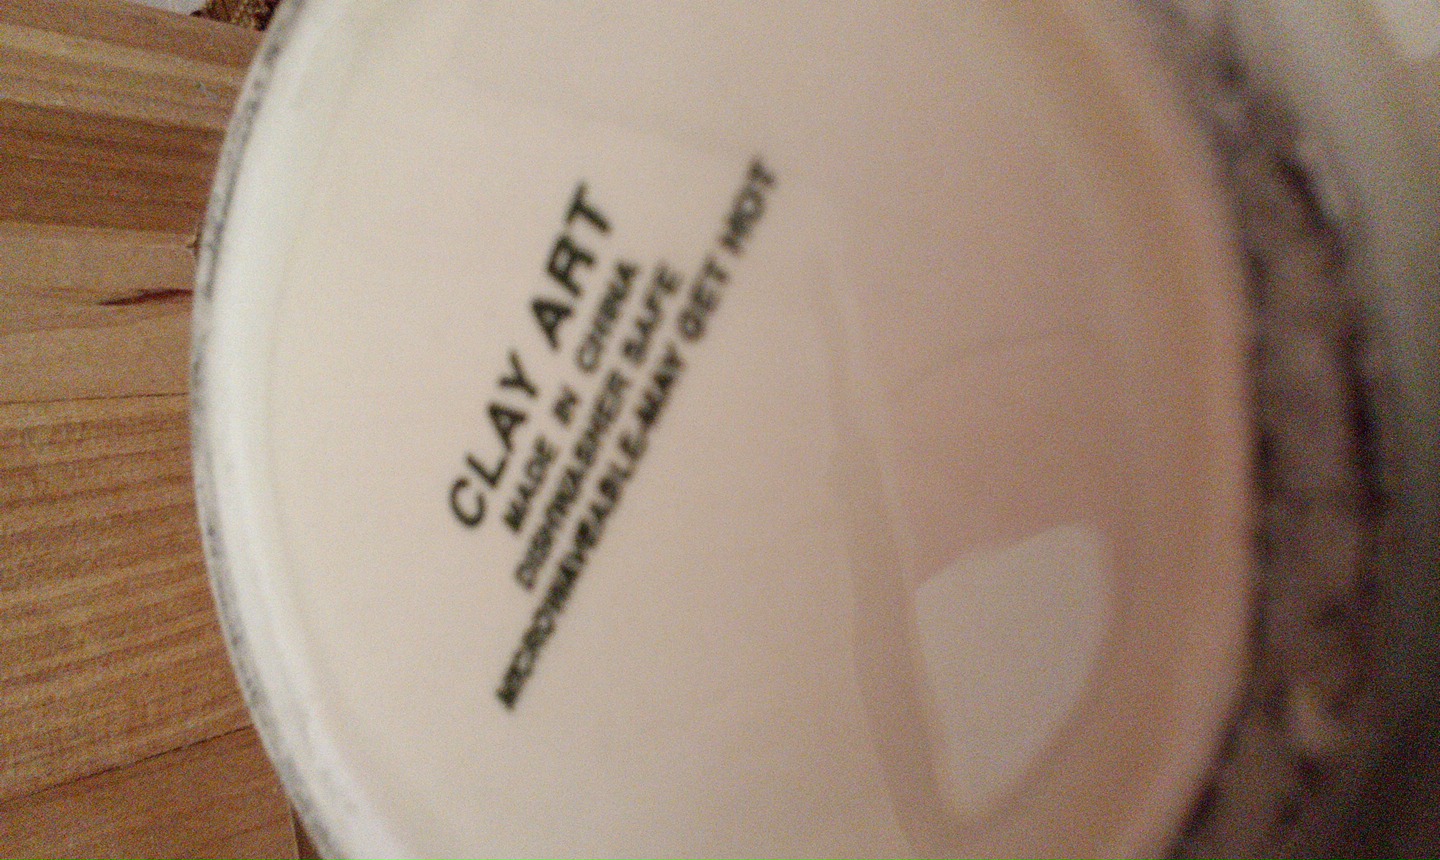 CLAY ART
MADE IN CHINA
DISHWASHER SAFE
MICROWAVEABLE-MAY GET HOT